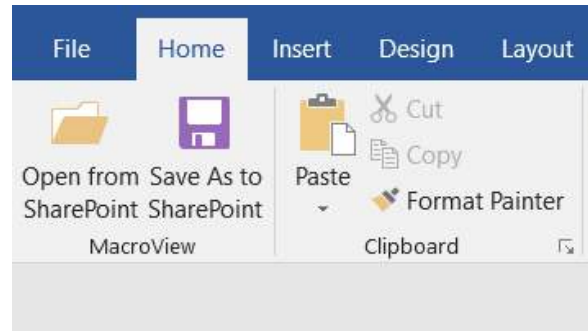 File Home Insert Design Layout
Open from SharePoint
Save As to SharePoint
MacroView
Paste
Cut
Copy
Format Painter
Clipboard